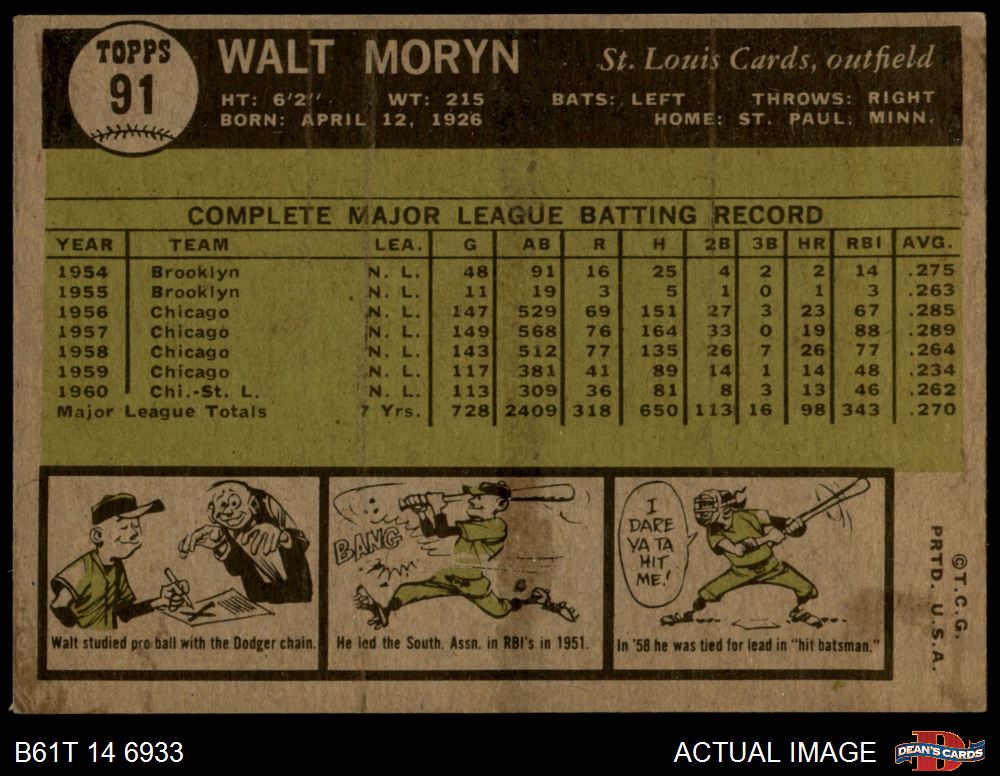 TOPPS
91
WALT MORYN St. Louis Cards, outfield
HT: 6'2" WT: 215 BATS: LEFT THROWS: RIGHT
BORN: APRIL 12, 1926 HOME: ST. PAUL, MINN.
COMPLETE MAJOR LEAGUE BATTING RECORD
YEAR TEAM LEA. G AB R H 2B 3B HR RBI AVG.
1954 Brooklyn N. L. 48 91 16 25 4 2 2 14 .275
1955 Brooklyn N. L. 11 19 3 5 1 0 1 3 .263
1956 Chicago N. L. 147 529 69 151 27 3 23 67 .285
1957 Chicago N. L. 149 568 76 164 33 0 19 88 .289
1958 Chicago N. L. 143 512 77 135 26 7 26 77 .264
1959 Chicago N. L. 117 381 41 89 14 1 14 48 .234
1960 Chi.-St. L. N. L. 113 309 36 81 8 3 13 46 .262
Major League Totals 7 Yrs. 728 2409 318 650 113 16 98 343 .270
BANG
I
DARE
YA TA
HIT
ME!
Walt studied pro ball with the Dodger chain.
He led the South. Assn. in RBI's in 1951.
In '58 he was tied for lead in "hit batsman."
©T.C.G.
PRTD. U.S.A.
B61T 14 6933
ACTUAL IMAGE
DEAN'S CARDS